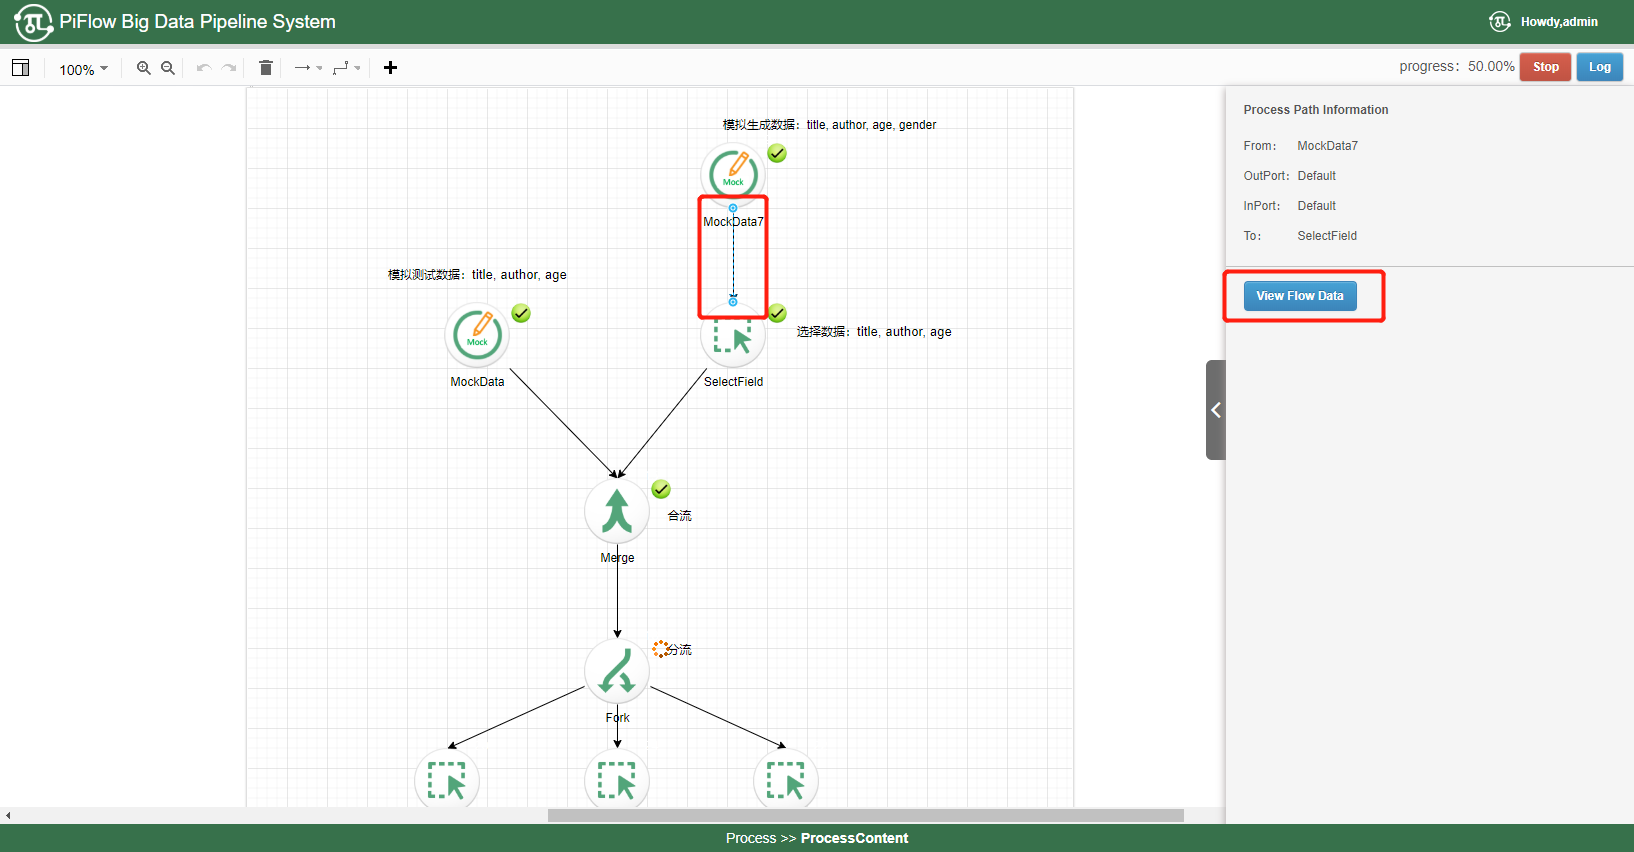 PiFlow Big Data Pipeline System
Howdy,admin
100%
progress: 50.00%
Stop
Log
Process Path Information
From: MockData7
OutPort: Default
InPort: Default
To: SelectField
View Flow Data
模拟生成数据：title, author, age, gender
Mock
MockData7
模拟测试数据：title, author, age
Mock
MockData
选择数据：title, author, age
SelectField
合流
Merge
分流
Fork
Process >> ProcessContent